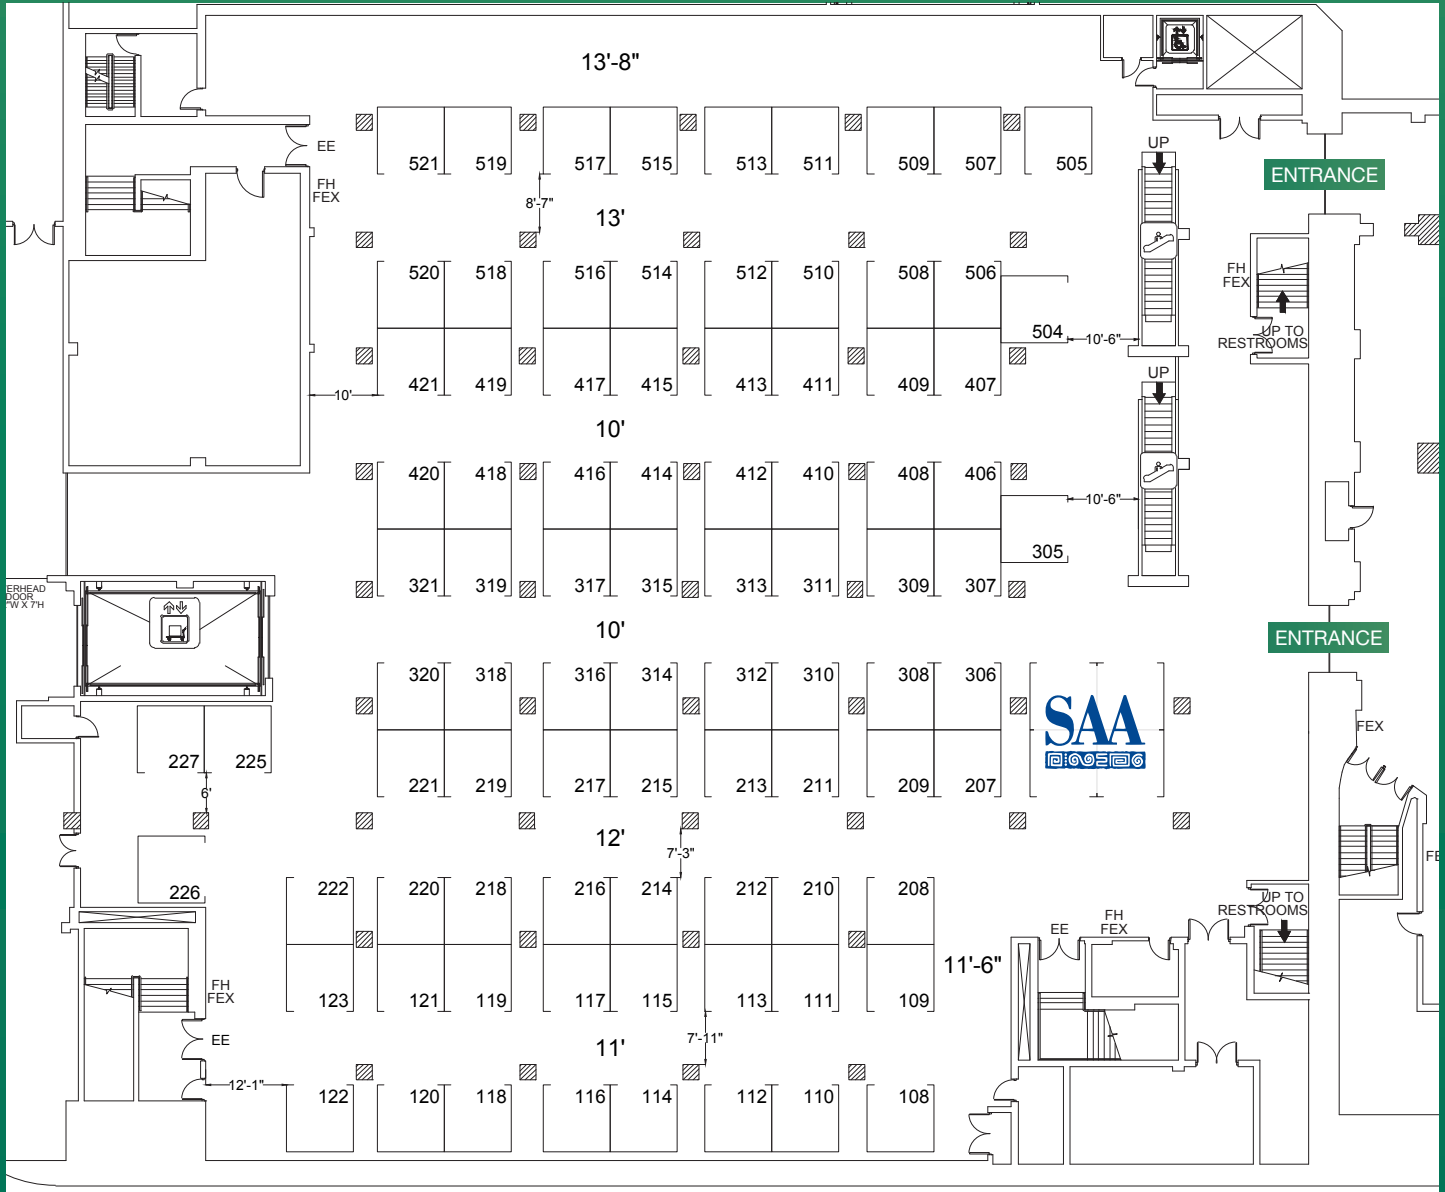 13'-8"
521 519 517 515 513 511 509 507 505
EE
UP
ENTRANCE
FH
FEX
8'-7"
13'
520 518 516 514 512 510 508 506
FH
FEX
504
10'-6"
UP TO
RESTROOMS
421 419 417 415 413 411 409 407
UP
10'
10'
420 418 416 414 412 410 408 406
10'-6"
305
321 319 317 315 313 311 309 307
ERHEAD
DOOR
"W X 7'H
10'
ENTRANCE
320 318 316 314 312 310 308 306
SAA
FEX
227 225
221 219 217 215 213 211 209 207
6'
12'
7'-3"
FE
226
222 220 218 216 214 212 210 208
UP TO
RESTROOMS
EE
FH
FEX
11'-6"
FH
FEX
123 121 119 117 115 113 111 109
EE
11'
7'-11"
12'-1"
122 120 118 116 114 112 110 108